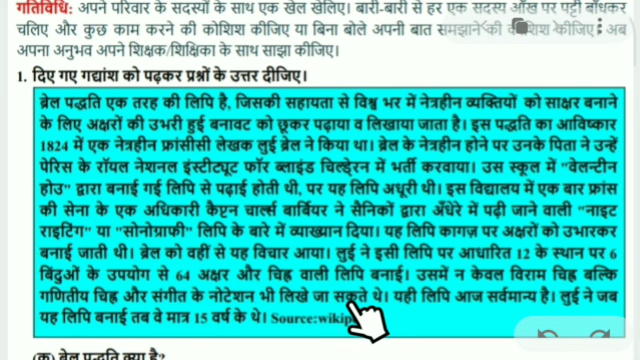 गतिविधि: अपने परिवार के सदस्यों के साथ एक खेल खेलिए। बारी-बारी से हर एक सदस्य आँख पर पट्टी बाँधकर
चलिए और कुछ काम करने की कोशिश कीजिए या बिना बोले अपनी बात समझाने की कोशिश कीजिए। अब
अपना अनुभव अपने शिक्षक/शिक्षिका के साथ साझा कीजिए।
1. दिए गए गद्यांश को पढ़कर प्रश्नों के उत्तर दीजिए।
ब्रेल पद्धति एक तरह की लिपि है, जिसकी सहायता से विश्व भर में नेत्रहीन व्यक्तियों को साक्षर बनाने
के लिए अक्षरों की उभरी हुई बनावट को छूकर पढ़ाया व लिखाया जाता है। इस पद्धति का आविष्कार
1824 में एक नेत्रहीन फ्रांसीसी लेखक लुई ब्रेल ने किया था। ब्रेल के नेत्रहीन होने पर उनके पिता ने उन्हें
पेरिस के रॉयल नेशनल इंस्टीट्यूट फॉर ब्लाइंड चिल्ड्रेन में भर्ती करवाया। उस स्कूल में "वेलन्टीन
होउ" द्वारा बनाई गई लिपि से पढ़ाई होती थी, पर यह लिपि अधूरी थी। इस विद्यालय में एक बार फ्रांस
की सेना के एक अधिकारी कैप्टन चार्ल्स बार्बियर ने सैनिकों द्वारा अँधेरे में पढ़ी जाने वाली "नाइट
राइटिंग" या "सोनोग्राफी" लिपि के बारे में व्याख्यान दिया। यह लिपि कागज़ पर अक्षरों को उभारकर
बनाई जाती थी। ब्रेल को वहीं से यह विचार आया। लुई ने इसी लिपि पर आधारित 12 के स्थान पर 6
बिंदुओं के उपयोग से 64 अक्षर और चिह्न वाली लिपि बनाई। उसमें न केवल विराम चिह्न बल्कि
गणितीय चिह्न और संगीत के नोटेशन भी लिखे जा सकते थे। यही लिपि आज सर्वमान्य है। लुई ने जब
यह लिपि बनाई तब वे मात्र 15 वर्ष के थे। Source:wikip
(क) ब्रेल पद्धति क्या है?